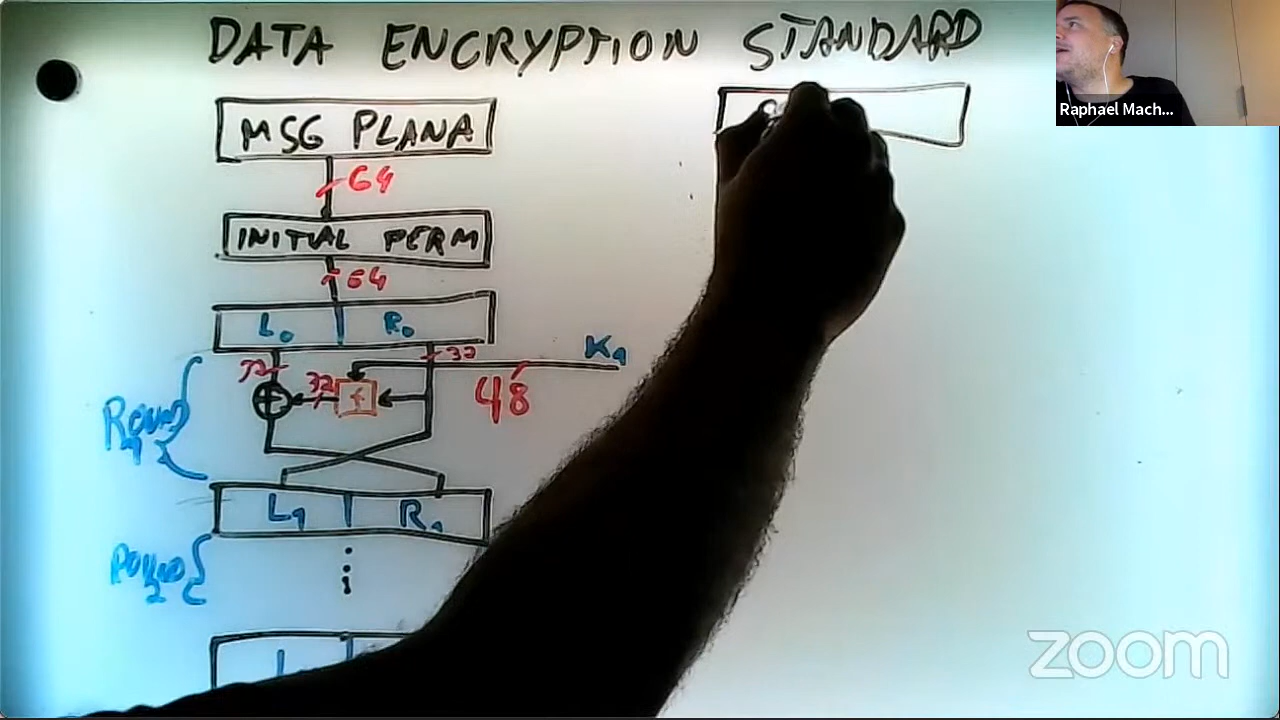 DATA ENCRYPTION STANDARD
Raphael Mach...
MSG PLANA
64
INITIAL PERM
64
L0 R0
32 32 K1
32 f 48
Round 1
L1 R1
Round 2
L
zoom